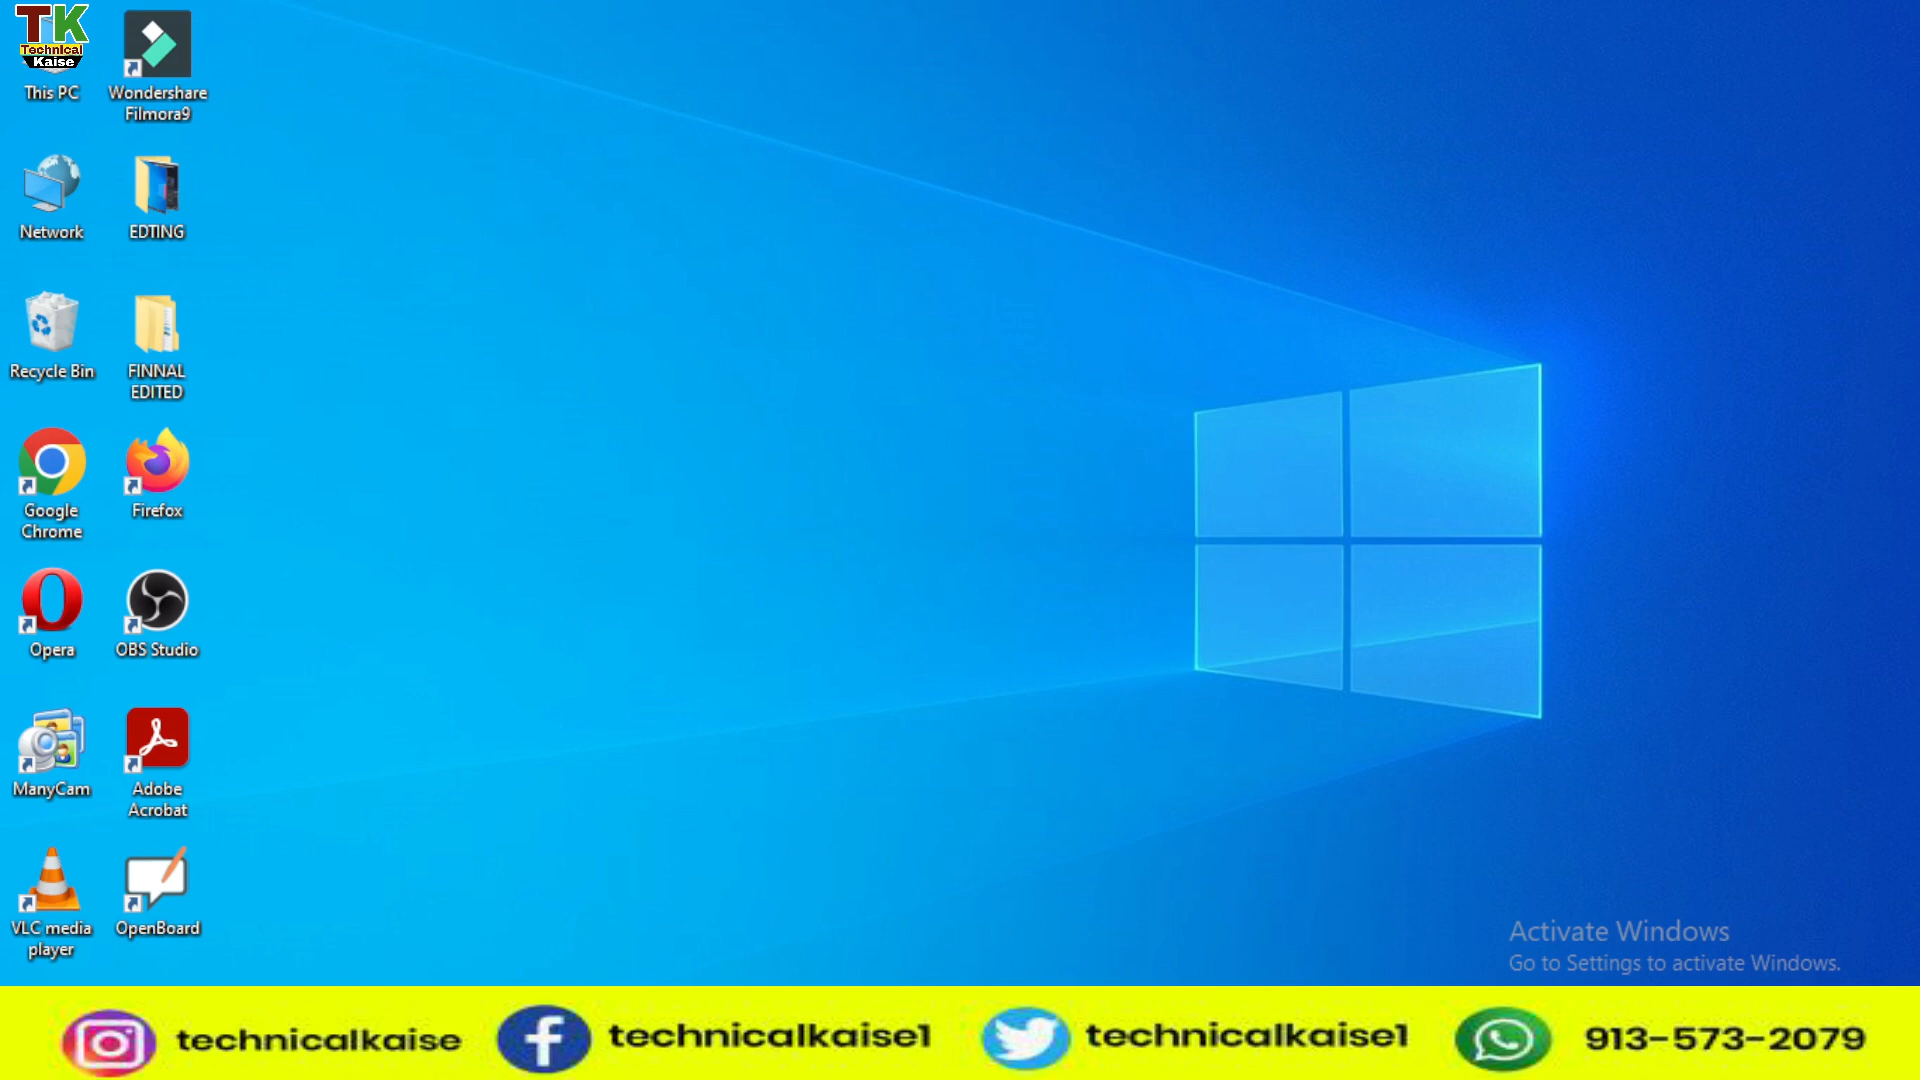 TK
Technical
Kaise
This PC
Wondershare
Filmora9
Network
EDTING
Recycle Bin
FINNAL
EDITED
Google
Chrome
Firefox
Opera
OBS Studio
ManyCam
Adobe
Acrobat
VLC media
player
OpenBoard
Activate Windows
Go to Settings to activate Windows.
technicalkaise
technicalkaise1
technicalkaise1
913-573-2079